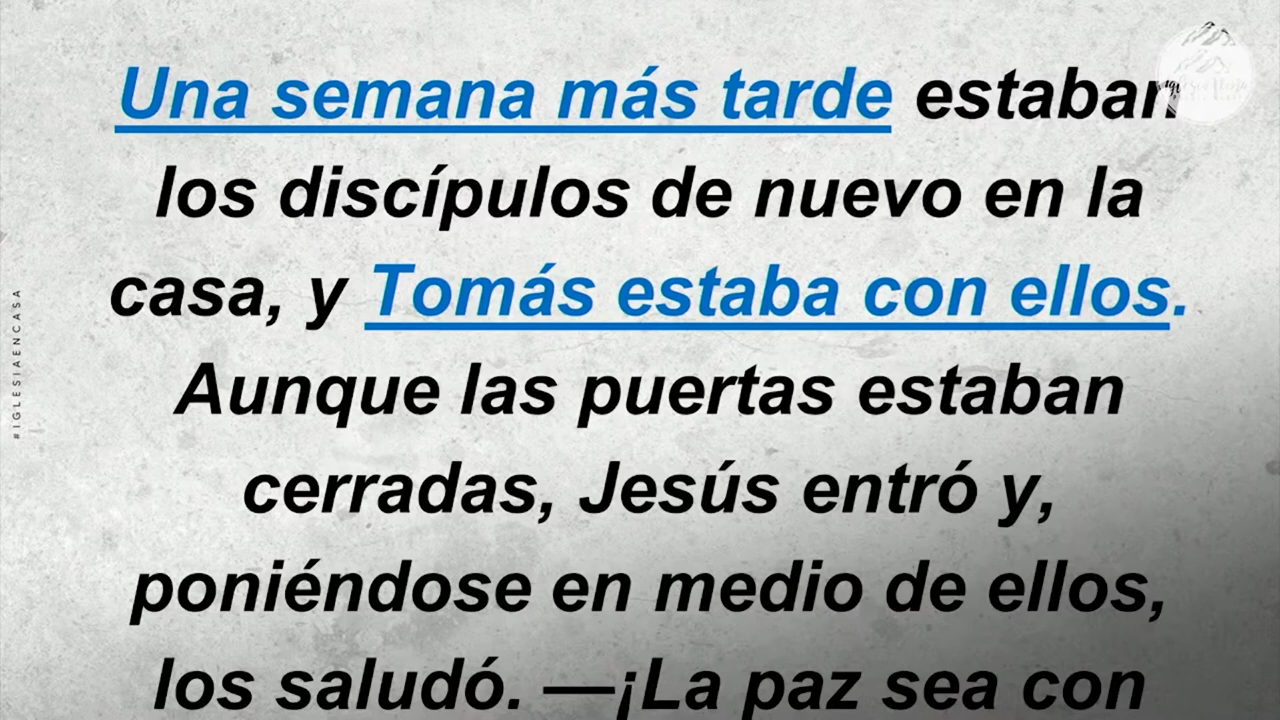 Una semana más tarde estaban
los discípulos de nuevo en la
casa, y Tomás estaba con ellos.
Aunque las puertas estaban
cerradas, Jesús entró y,
poniéndose en medio de ellos,
los saludó. —¡La paz sea con
#IGLESIAENCASA